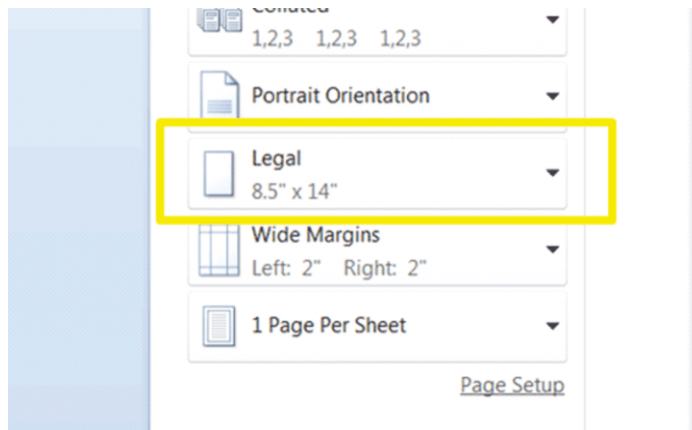 Collated
1,2,3 1,2,3 1,2,3
Portrait Orientation
Legal
8.5" x 14"
Wide Margins
Left: 2" Right: 2"
1 Page Per Sheet
Page Setup